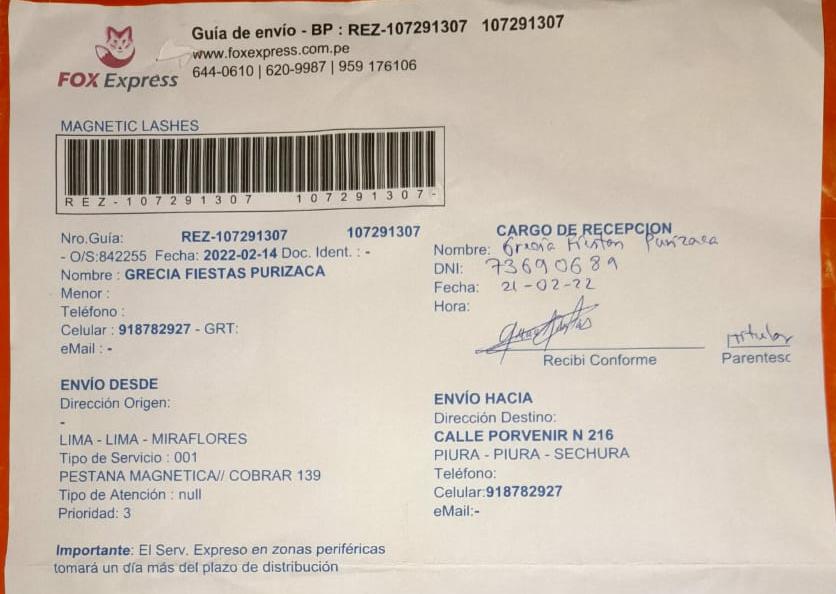 Guía de envío - BP : REZ-107291307 107291307
www.foxexpress.com.pe
644-0610 | 620-9987 | 959 176106
FOX Express
MAGNETIC LASHES
REZ-107291307 107291307-
Nro.Guía: REZ-107291307 107291307
- O/S:842255 Fecha: 2022-02-14 Doc. Ident. : -
Nombre : GRECIA FIESTAS PURIZACA
Menor :
Teléfono :
Celular : 918782927 - GRT:
eMail : -
CARGO DE RECEPCION
Nombre: Grecia Fiestas Purizaca
DNI: 73690689
Fecha: 21-02-22
Hora:
titular
Recibi Conforme Parentesc
ENVÍO DESDE
Dirección Origen:
-
LIMA - LIMA - MIRAFLORES
Tipo de Servicio : 001
PESTANA MAGNETICA// COBRAR 139
Tipo de Atención : null
Prioridad: 3
ENVÍO HACIA
Dirección Destino:
CALLE PORVENIR N 216
PIURA - PIURA - SECHURA
Teléfono:
Celular:918782927
eMail:-
Importante: El Serv. Expreso en zonas periféricas
tomará un día más del plazo de distribución